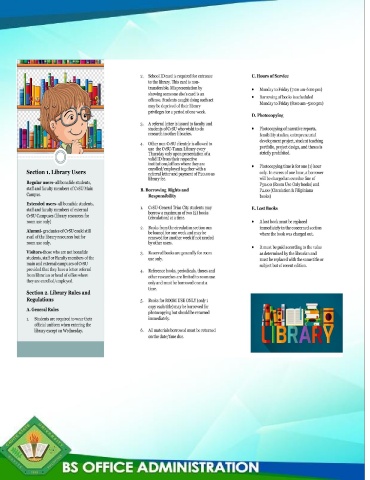 Section 1. Library Users
Regular users- all bonafide students,
staff and faculty members of CvSU Main
Campus.
Extended users- all bonafide students,
staff and faculty members of external
CvSU Campuses (library resources for
room use only)
Alumni- graduates of CvSU could still
avail of the library resources but for
room use only.
Visitors- those who are not bonafide
students, staff or faculty members of the
main and external campuses of CvSU
provided that they have a letter referral
from librarian or head of office where
they are enrolled/employed.
Section 2. Library Rules and
Regulations
A. General Rules
1. Students are required to wear their
official uniform when entering the
library except on Wednesday.
2. School ID card is required for entrance
to the library. This card is non-
transferable. Misrepresentation by
showing someone else's card is an
offense. Students caught doing such act
may be deprived of their library
privileges for a period of one week.
3. A referral letter is issued to faculty and
students of CvSU who wish to do
research in other libraries.
4. Other non-CvSU clientele is allowed to
use the CvSU-Tanza Library every
Thursday only upon presentation of a
valid ID from their respective
institutions/offices where they are
enrolled/employed together with a
referral letter and payment of
library fee.
B. Borrowing Rights and
Responsibility
1. CvSU-General Trias City students may
borrow a maximum of two (2) books
(circulation) at a time.
2. Books from the circulation section can
be loaned for one week and may be
renewed for another week if not needed
by other users.
3. Reserved books are generally for room
use only.
4. Reference books, periodicals, theses and
other researches are limited to room use
only and must be borrowed one at a
time.
5. Books for ROOM USE ONLY (only 1
copy available) may be borrowed for
photocopying but should be returned
immediately.
6. All materials borrowed must be returned
on the date/time due.
C. Hours of Service
• Monday to Friday (7:00 am-6:00 pm)
• Borrowing of books is scheduled
Monday to Friday (8:00 am-5:00 pm)
D. Photocopying
• Photocopying of narrative reports,
feasibility studies, entrepreneurial
development project, student teaching
portfolio, project design, and thesis is
strictly prohibited.
• Photocopying time is for one (1) hour
only. In excess of one hour, a borrower
will be charged an overdue fine of
(Room Use Only books) and
(Circulation & Filipiniana
books)
E. Lost Books
• A lost book must be replaced
immediately to the concerned section
where the book was charged out.
• It must be paid according to the value
as determined by the librarian and
must be replaced with the same title or
subject but of recent edition.
LIBRARY
BS OFFICE ADMINISTRATION